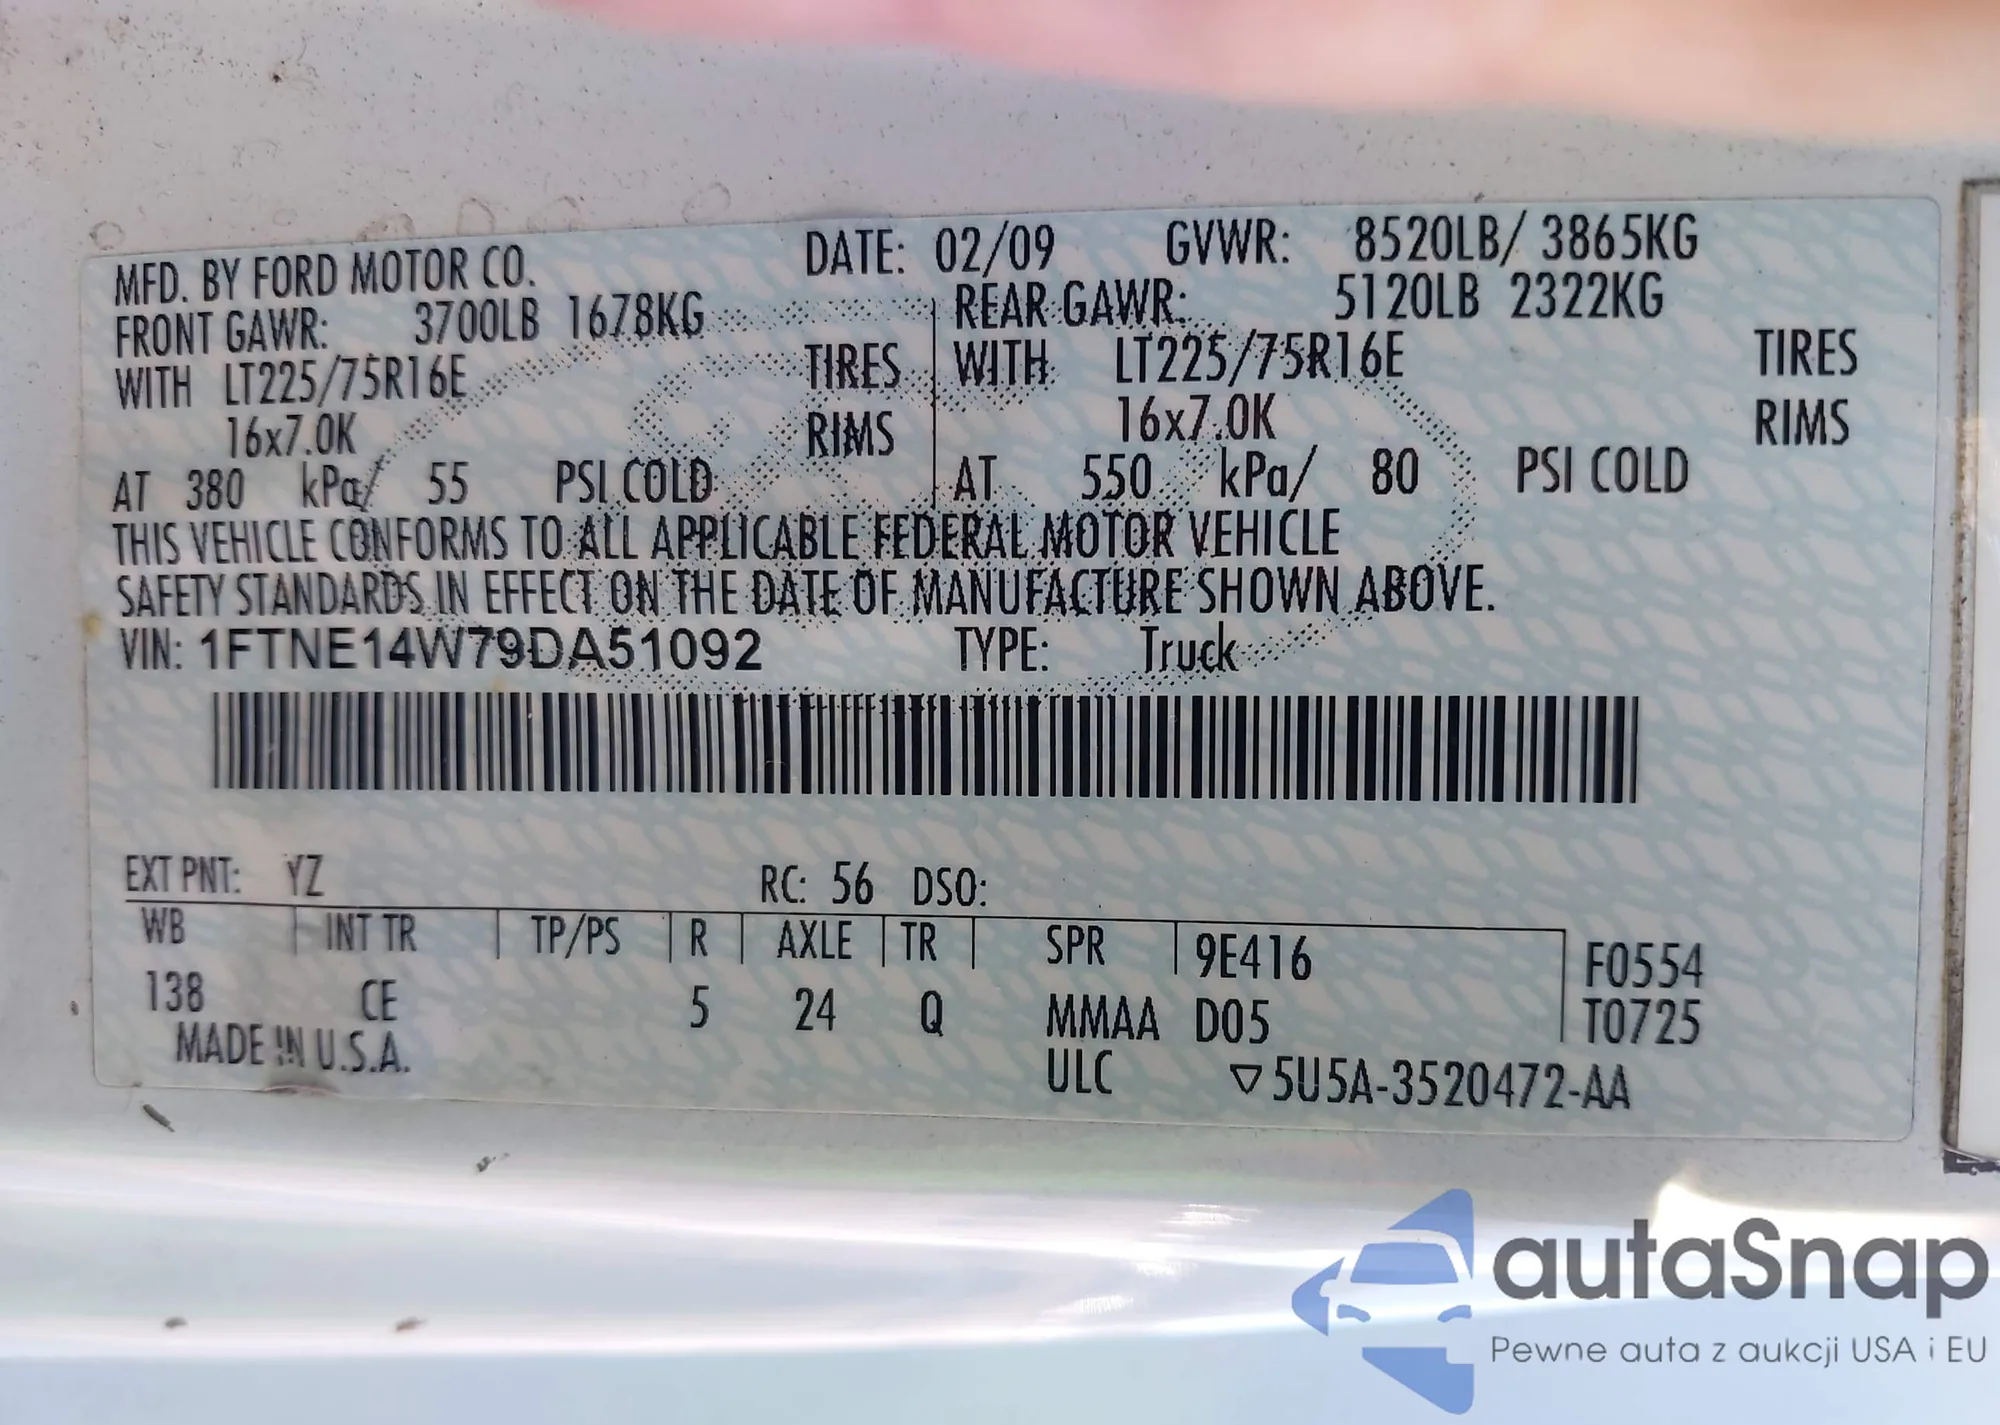 MFD. BY FORD MOTOR CO. DATE: 02/09 GVWR: 8520LB/ 3865KG
FRONT GAWR: 3700LB 1678KG REAR GAWR: 5120LB 2322KG
WITH LT225/75R16E TIRES WITH LT225/75R16E TIRES
16x7.0K RIMS 16x7.0K RIMS
AT 380 kPa/ 55 PSI COLD AT 550 kPa/ 80 PSI COLD
THIS VEHICLE CONFORMS TO ALL APPLICABLE FEDERAL MOTOR VEHICLE
SAFETY STANDARDS IN EFFECT ON THE DATE OF MANUFACTURE SHOWN ABOVE.
VIN: 1FTNE14W79DA51092 TYPE: Truck
EXT PNT: YZ RC: 56 DSO:
WB INT TR TP/PS R AXLE TR SPR 9E416 F0554
138 CE 5 24 Q MMAA D05 T0725
MADE IN U.S.A. ULC ▽5U5A-3520472-AA
autaSnap
Pewne auta z aukcji USA i EU